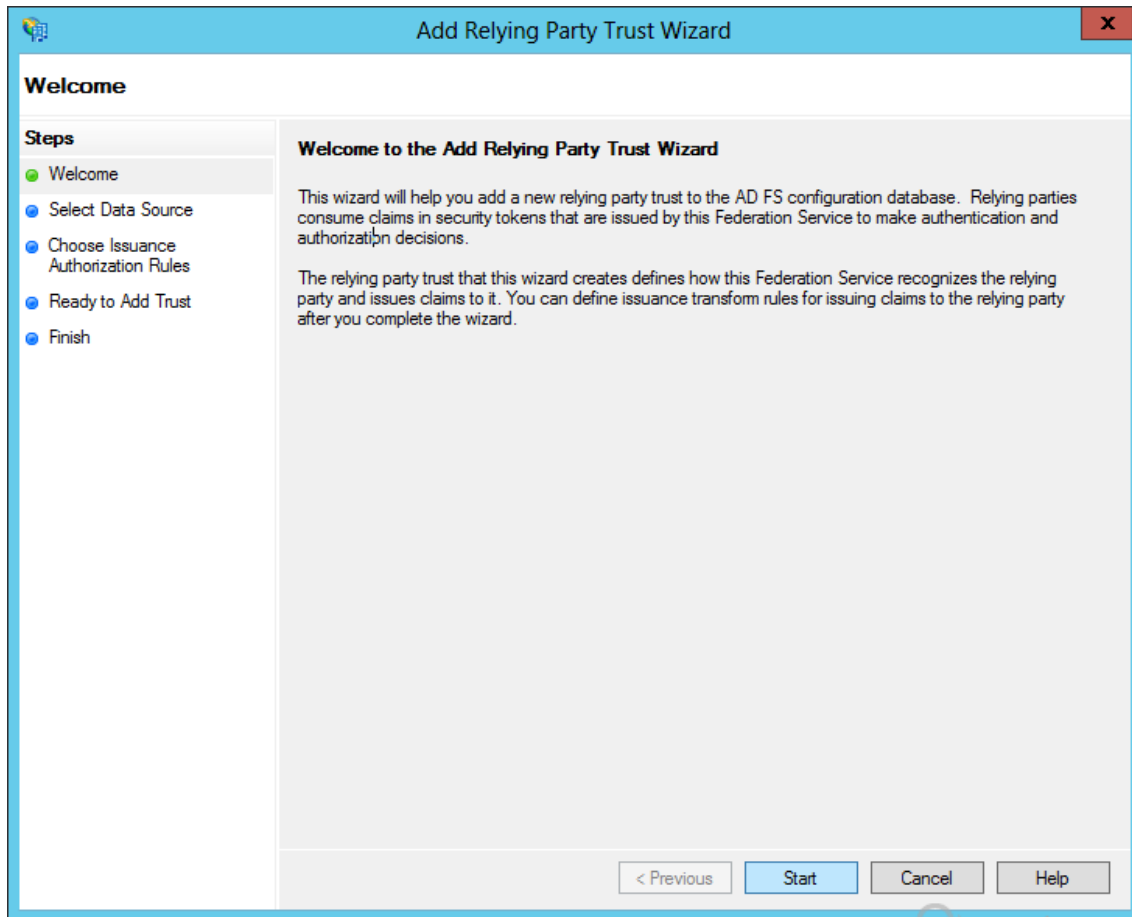 Add Relying Party Trust Wizard
x
Welcome
Steps
Welcome
Select Data Source
Choose Issuance
Authorization Rules
Ready to Add Trust
Finish
Welcome to the Add Relying Party Trust Wizard
This wizard will help you add a new relying party trust to the AD FS configuration database.  Relying parties
consume claims in security tokens that are issued by this Federation Service to make authentication and
authorization decisions.
The relying party trust that this wizard creates defines how this Federation Service recognizes the relying
party and issues claims to it. You can define issuance transform rules for issuing claims to the relying party
after you complete the wizard.
< Previous
Start
Cancel
Help